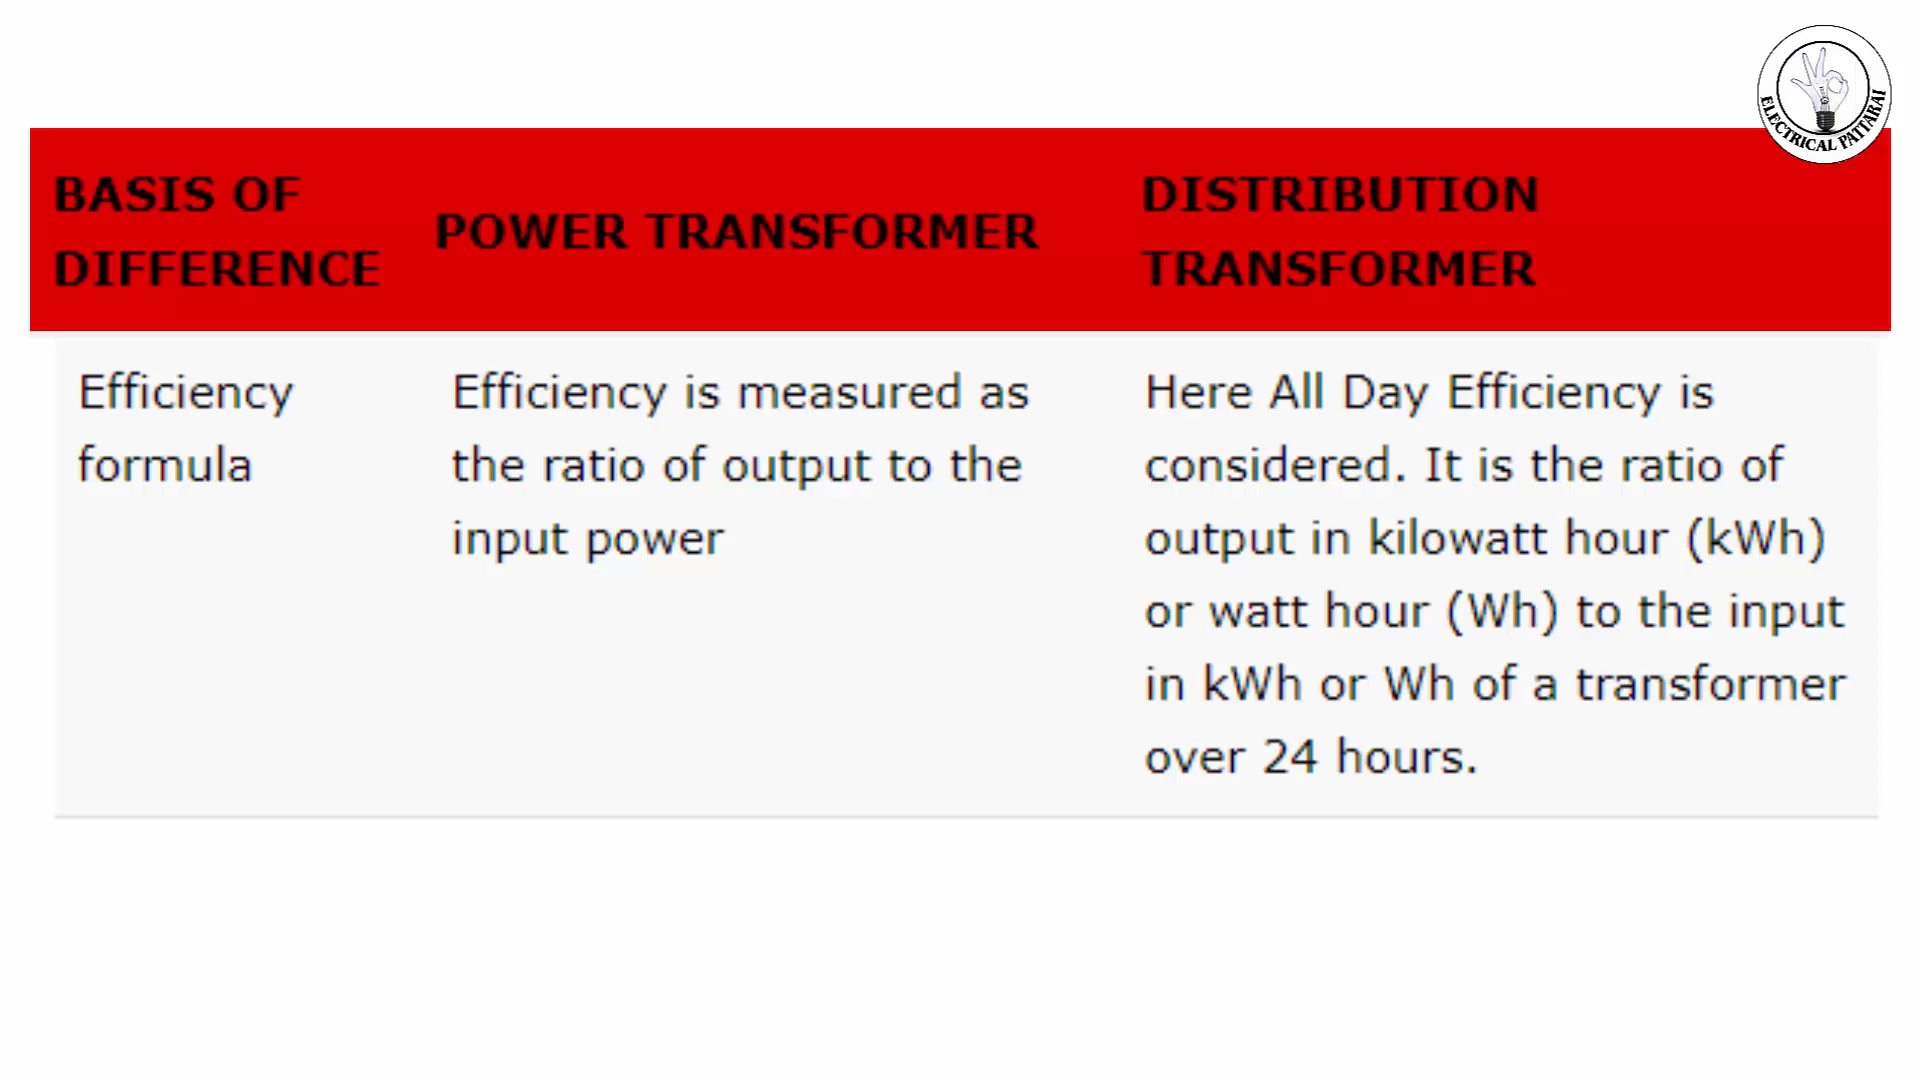 ELECTRICAL PATTARAI
BASIS OF
DIFFERENCE
POWER TRANSFORMER
DISTRIBUTION
TRANSFORMER
Efficiency
formula
Efficiency is measured as
the ratio of output to the
input power
Here All Day Efficiency is
considered. It is the ratio of
output in kilowatt hour (kWh)
or watt hour (Wh) to the input
in kWh or Wh of a transformer
over 24 hours.